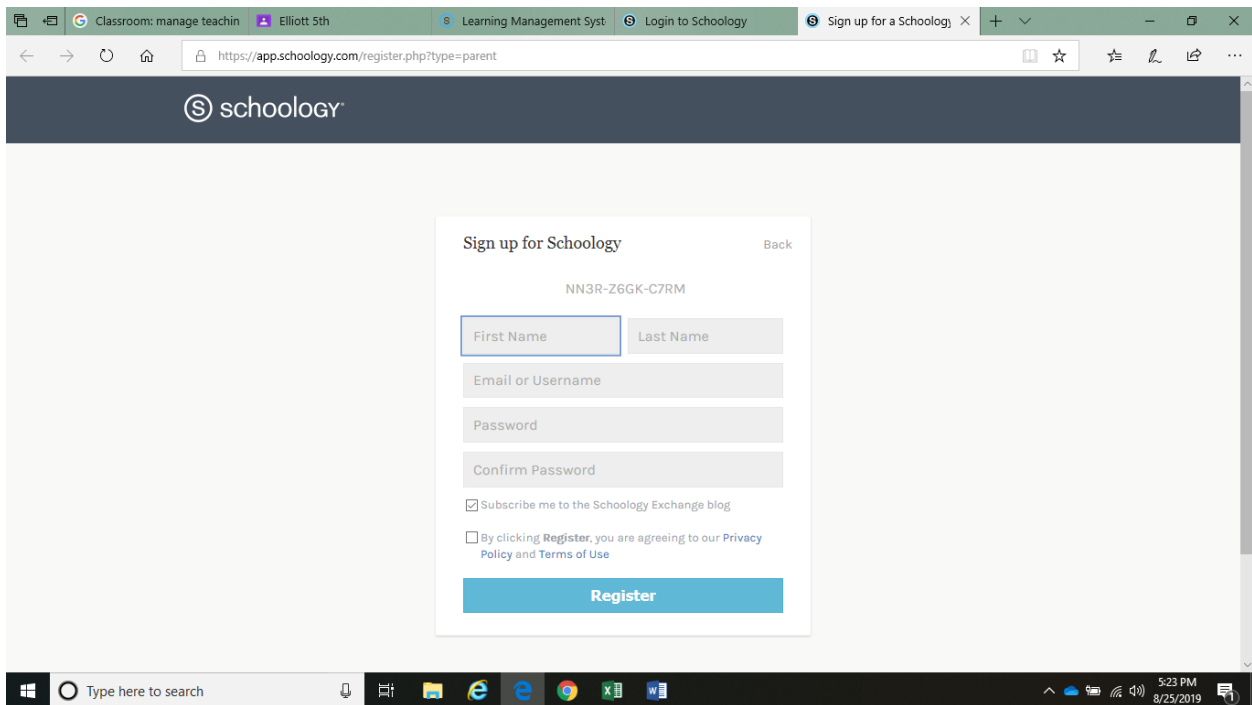 Classroom: manage teachin
Elliott 5th
Learning Management Syst
Login to Schoology
Sign up for a Schoology
https://app.schoology.com/register.php?type=parent
S schoology
Sign up for Schoology
Back
NN3R-Z6GK-C7RM
First Name
Last Name
Email or Username
Password
Confirm Password
Subscribe me to the Schoology Exchange blog
By clicking Register, you are agreeing to our Privacy
Policy and Terms of Use
Register
Type here to search
5:23 PM
8/25/2019